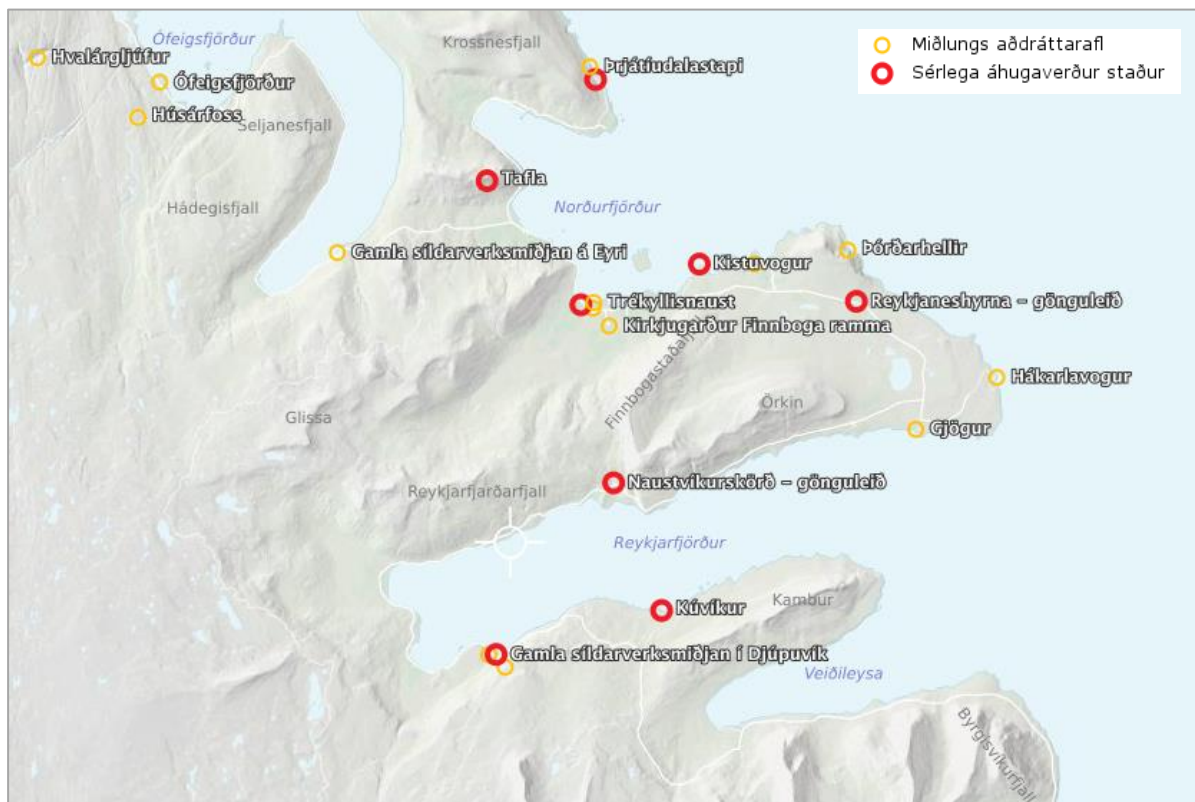 Ófeigsfjörður
Krossnesfjall
Miðlungs aðdráttarafl
Hvalárgljúfur
Þrjátíudalastapi
Sérlega áhugaverður staður
Ófeigsfjörður
Húsárfoss
Seljanesfjall
Tafla
Hádegisfjall
Norðurfjörður
Gamla síldarverksmiðjan á Eyri
Þórðarhellir
Kistuvogur
Trékyllisnaust
Reykjaneshyrna – gönguleið
Kirkjugarður Finnboga ramma
Finnbogastaðafjall
Hákarlavogur
Örkin
Glissa
Gjögur
Naustvíkurskörð – gönguleið
Reykjarfjarðarfjall
Reykjarfjörður
Kambur
Kúvíkur
Gamla síldarverksmiðjan í Djúpuvík
Veiðileysa
Byrgisvíkurfjall